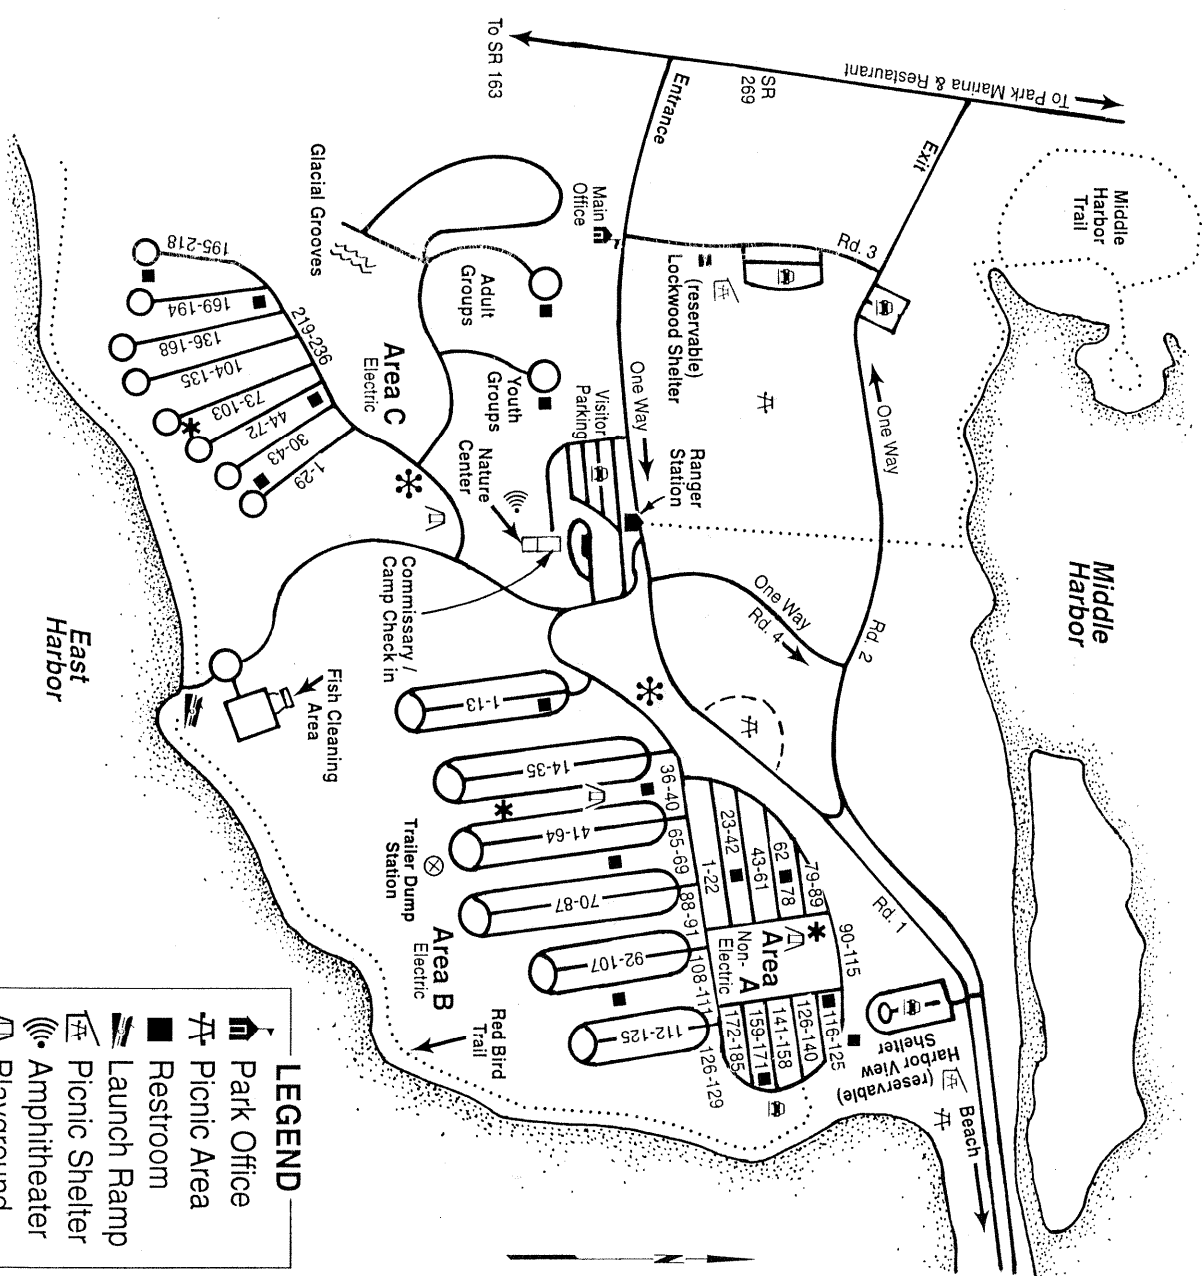 To SR 163
SR
269
To Park Marina & Restaurant
Entrance
Exit
Middle
Harbor
Trail
Main
Office
Rd. 3
Glacial Grooves
Adult
Groups
Youth
Groups
(reservable)
Lockwood Shelter
One Way
One Way
Visitor
Parking
Ranger
Station
Nature
Center
Commissary /
Camp Check in
One Way
Rd. 4
Rd. 2
Middle
Harbor
Area C
Electric
195-218
169-194
136-168
104-135
73-103
44-72
30-43
1-29
219-236
East
Harbor
Fish Cleaning
Area
1-13
14-35
36-40
41-64
65-69
70-87
88-91
92-107
108-111
112-125
126-129
Trailer Dump
Station
Area B
Electric
Red Bird
Trail
1-22
23-42
43-61
62
78
79-89
90-115
Area
A
Non-
Electric
116-125
126-140
141-158
159-171
172-185
Rd. 1
(reservable)
Harbor View
Shelter
Beach
N
LEGEND
Park Office
Picnic Area
Restroom
Launch Ramp
Picnic Shelter
Amphitheater
Playground